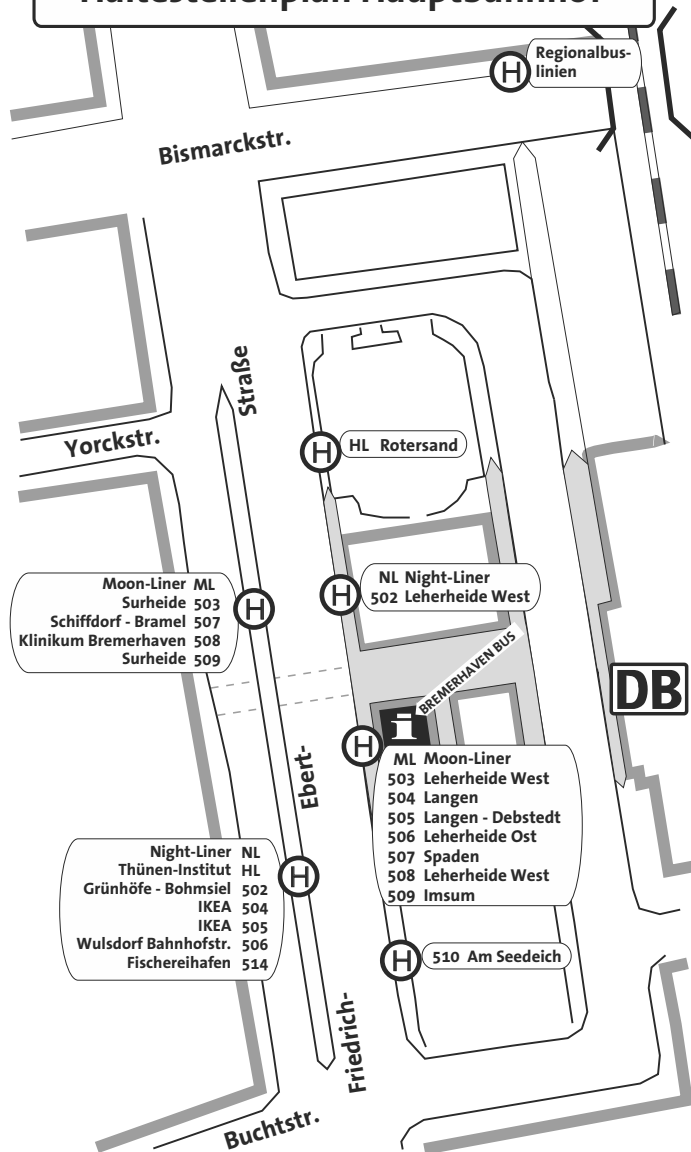 Haltestellenplan Hauptbahnhof
H
Regionalbus-
linien
Bismarckstr.
Straße
Yorckstr.
H
HL Rotersand
H
NL Night-Liner
502 Leherheide West
Moon-Liner ML
Surheide 503
Schiffdorf - Bramel 507
Klinikum Bremerhaven 508
Surheide 509
H
BREMERHAVEN BUS
i
DB
H
ML Moon-Liner
503 Leherheide West
504 Langen
505 Langen - Debstedt
506 Leherheide Ost
507 Spaden
508 Leherheide West
509 Imsum
Ebert-
Night-Liner NL
Thünen-Institut HL
Grünhöfe - Bohmsiel 502
IKEA 504
IKEA 505
Wulsdorf Bahnhofstr. 506
Fischereihafen 514
H
H
510 Am Seedeich
Friedrich-
Buchtstr.